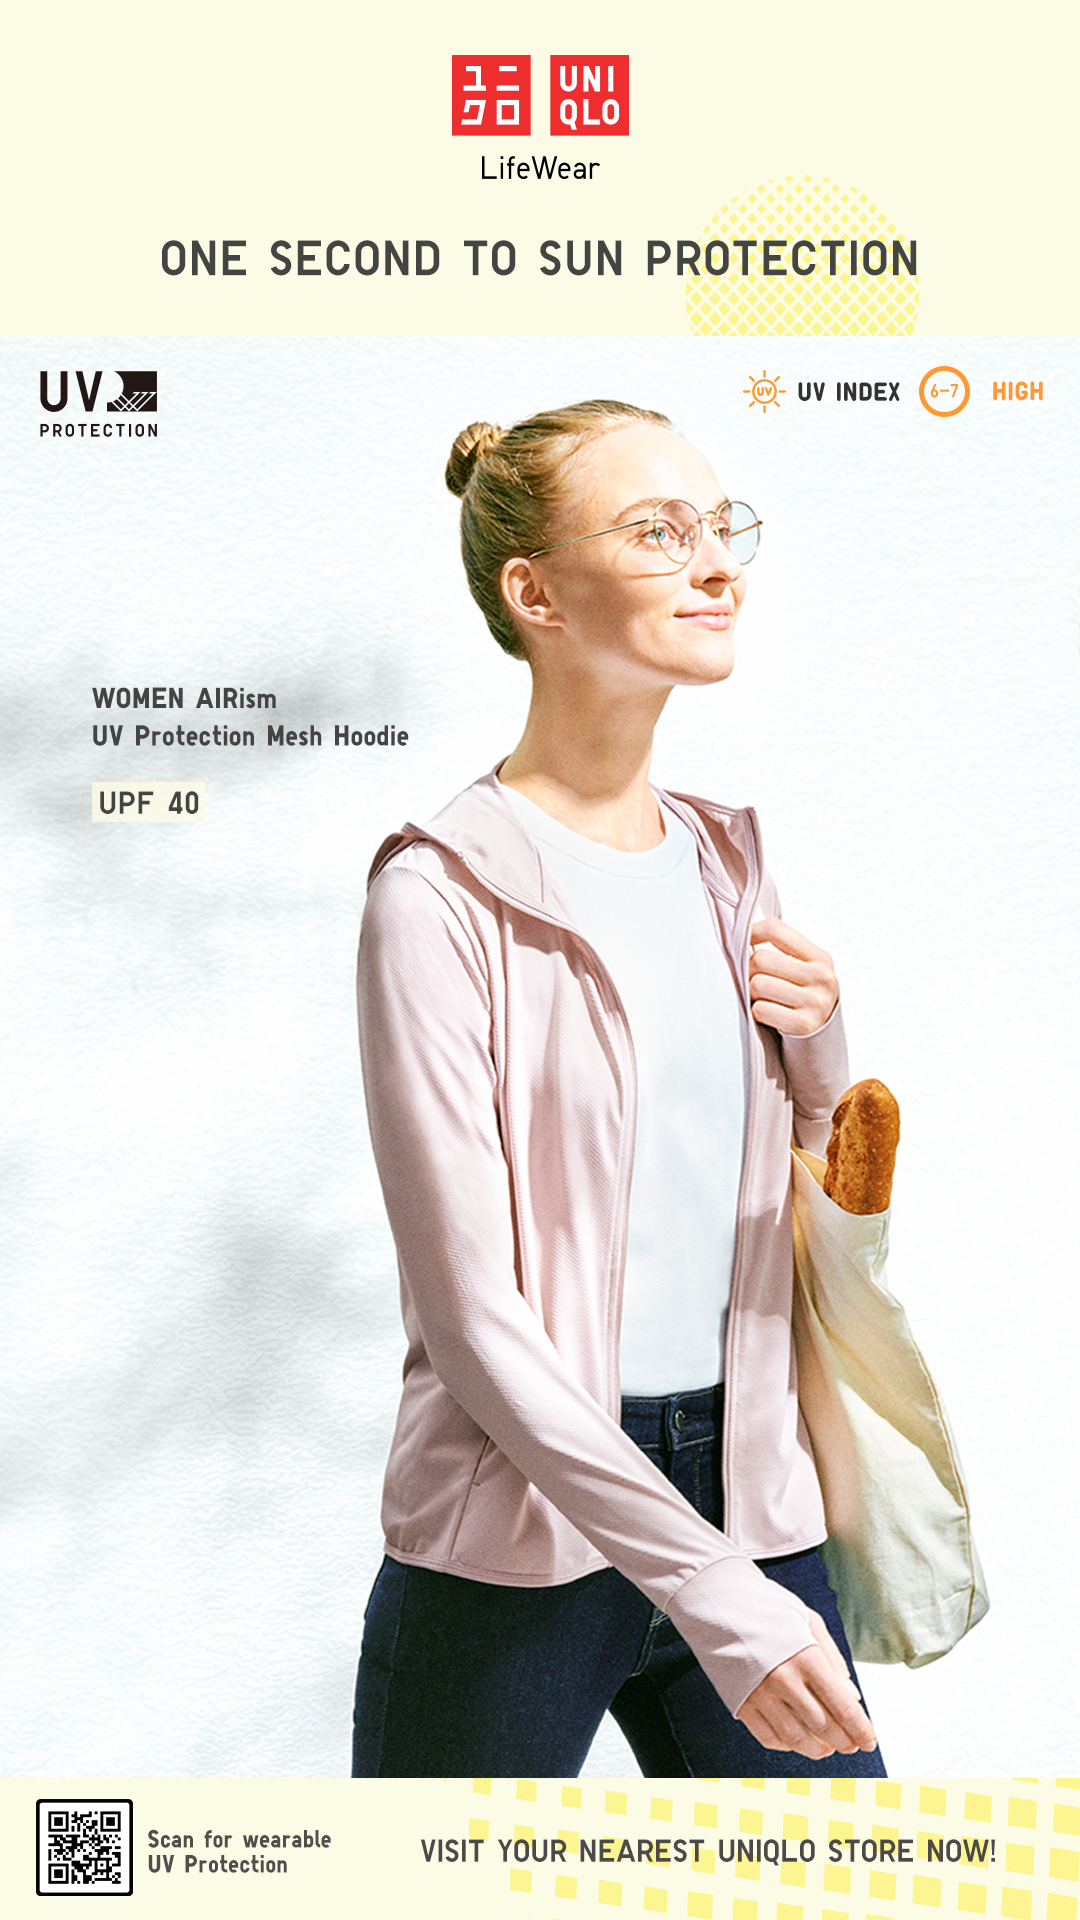 ユニ
クロ
UNI
QLO
LifeWear
ONE SECOND TO SUN PROTECTION
UV
PROTECTION
UV UV INDEX 6-7 HIGH
WOMEN AIRism
UV Protection Mesh Hoodie
UPF 40
Scan for wearable
UV Protection
VISIT YOUR NEAREST UNIQLO STORE NOW!